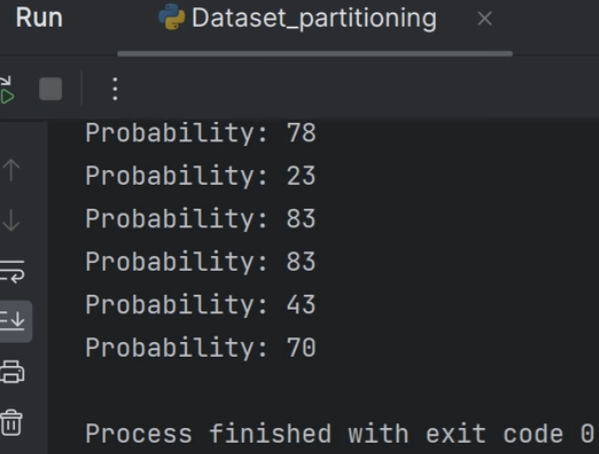 Run Dataset_partitioning
Probability: 78
Probability: 23
Probability: 83
Probability: 83
Probability: 43
Probability: 70
Process finished with exit code 0